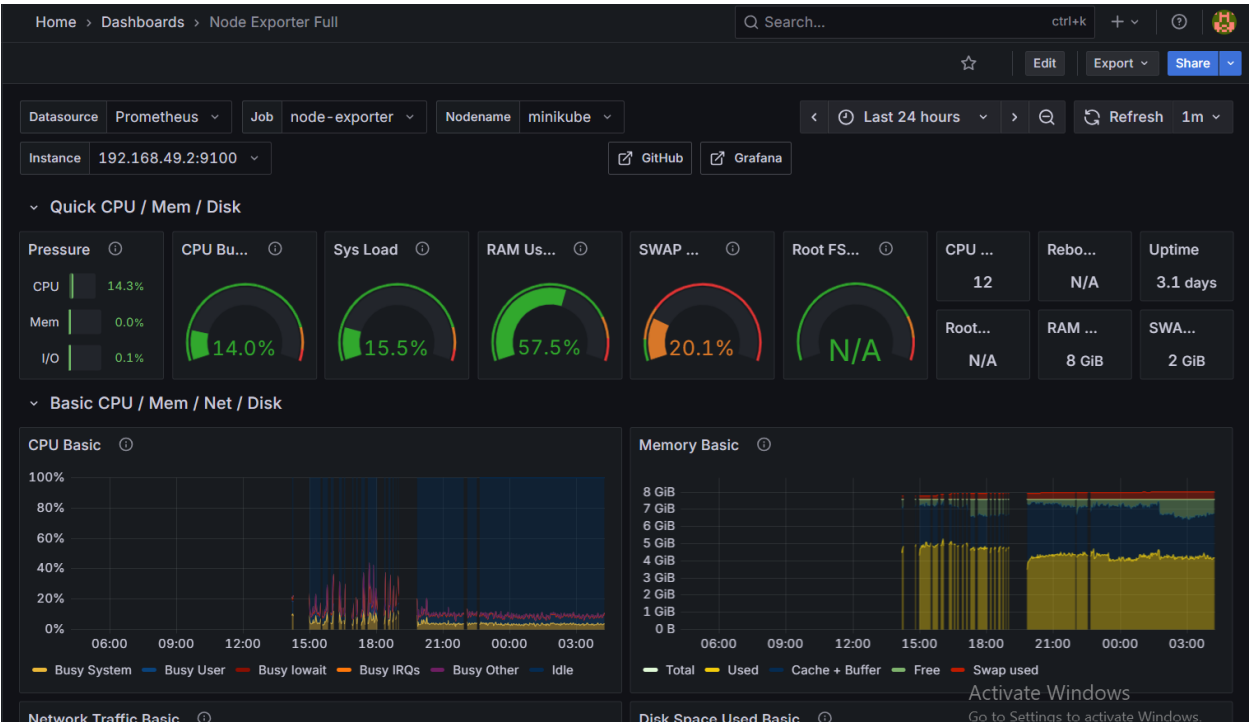 Home › Dashboards › Node Exporter Full
Search... ctrl+k
Edit Export Share
Datasource Prometheus Job node-exporter Nodename minikube Last 24 hours Refresh 1m
Instance 192.168.49.2:9100 GitHub Grafana
Quick CPU / Mem / Disk
Pressure
CPU 14.3%
Mem 0.0%
I/O 0.1%
CPU Bu...
14.0%
Sys Load
15.5%
RAM Us...
57.5%
SWAP ...
20.1%
Root FS...
N/A
CPU ...
12
Rebo...
N/A
Uptime
3.1 days
Root...
N/A
RAM ...
8 GiB
SWA...
2 GiB
Basic CPU / Mem / Net / Disk
CPU Basic
100%
80%
60%
40%
20%
0%
06:00 09:00 12:00 15:00 18:00 21:00 00:00 03:00
Busy System Busy User Busy Iowait Busy IRQs Busy Other Idle
Memory Basic
8 GiB
7 GiB
6 GiB
5 GiB
4 GiB
3 GiB
2 GiB
1 GiB
0 B
06:00 09:00 12:00 15:00 18:00 21:00 00:00 03:00
Total Used Cache + Buffer Free Swap used
Network Traffic Basic
Disk Space Used Basic
Activate Windows
Go to Settings to activate Windows.